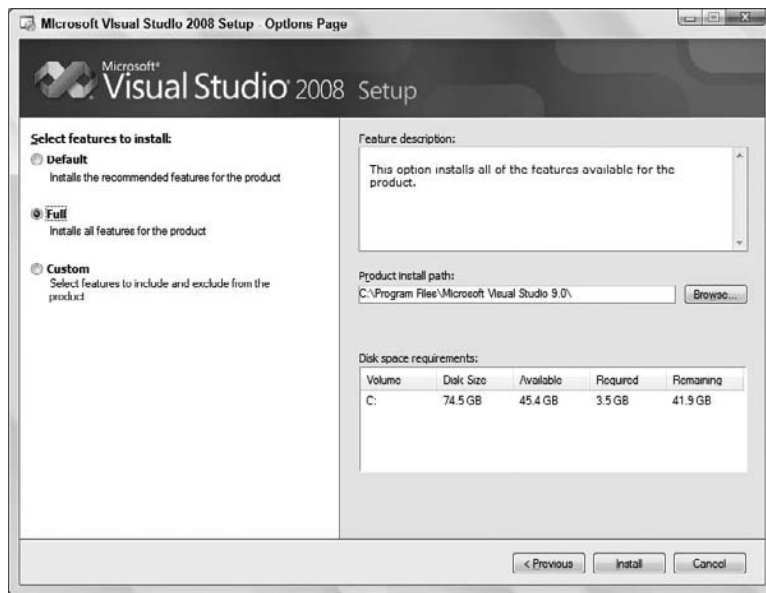 Microsoft Visual Studio 2008 Setup - Options Page
Microsoft®
Visual Studio® 2008 Setup
Select features to install:
Default
Installs the recommended features for the product
Full
Installs all features for the product
Custom
Select features to include and exclude from the
product
Feature description:
This option installs all of the features available for the
product.
Product install path:
C:\Program Files\Microsoft Visual Studio 9.0\
Browse...
Disk space requirements:
Volume Disk Size Available Required Remaining
C: 74.5 GB 45.4 GB 3.5 GB 41.9 GB
< Previous Install Cancel